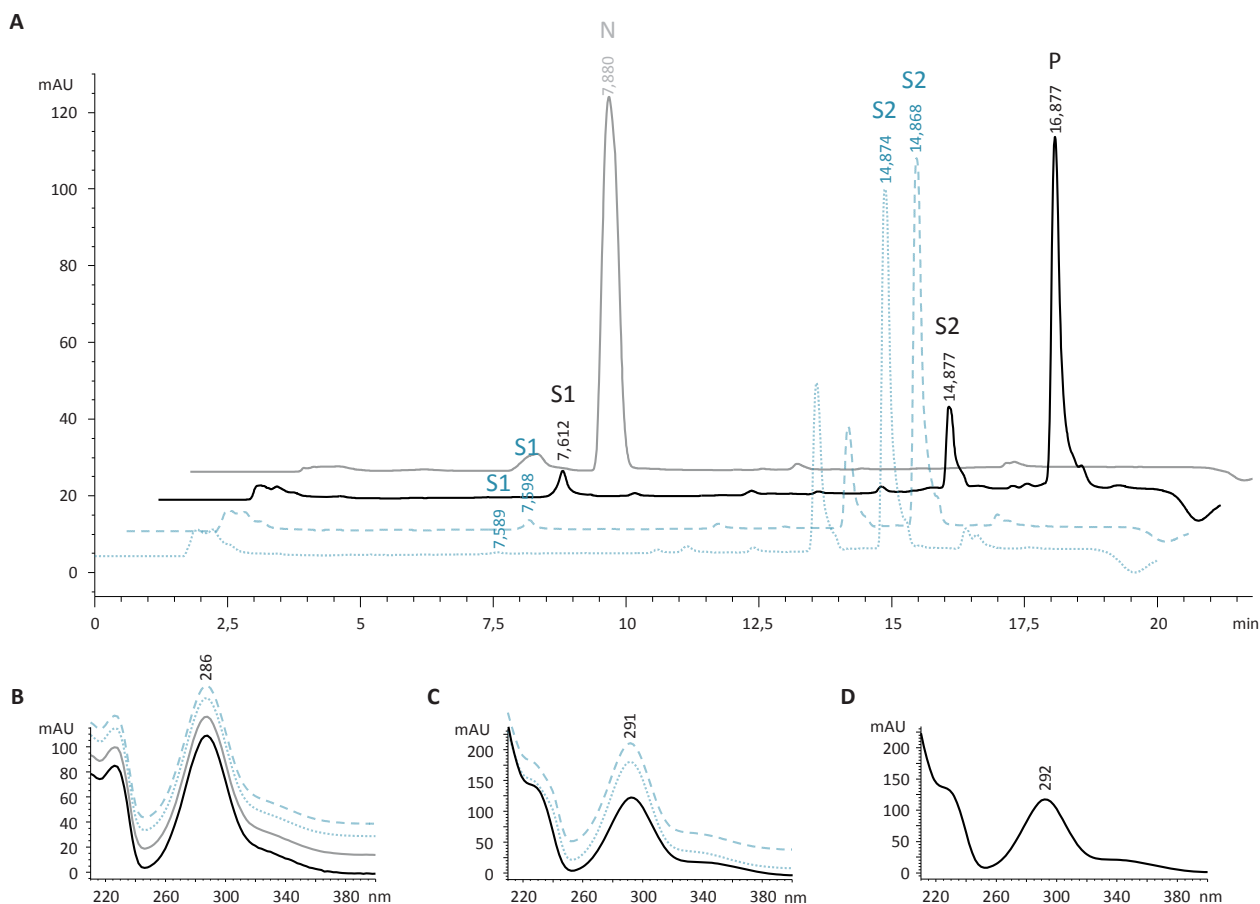 A
N
mAU
7,880
P
S2
S2
16,877
14,868
14,874
120
100
80
60
40
20
0
S2
14,877
S1
7,612
S1
7,598
S1
7,589
0 2,5 5 7,5 10 12,5 15 17,5 20 min
B
286
mAU
100
80
60
40
20
0
220 260 300 340 380 nm
C
291
mAU
200
150
100
50
0
220 260 300 340 380 nm
D
292
mAU
200
150
100
50
0
220 260 300 340 380 nm